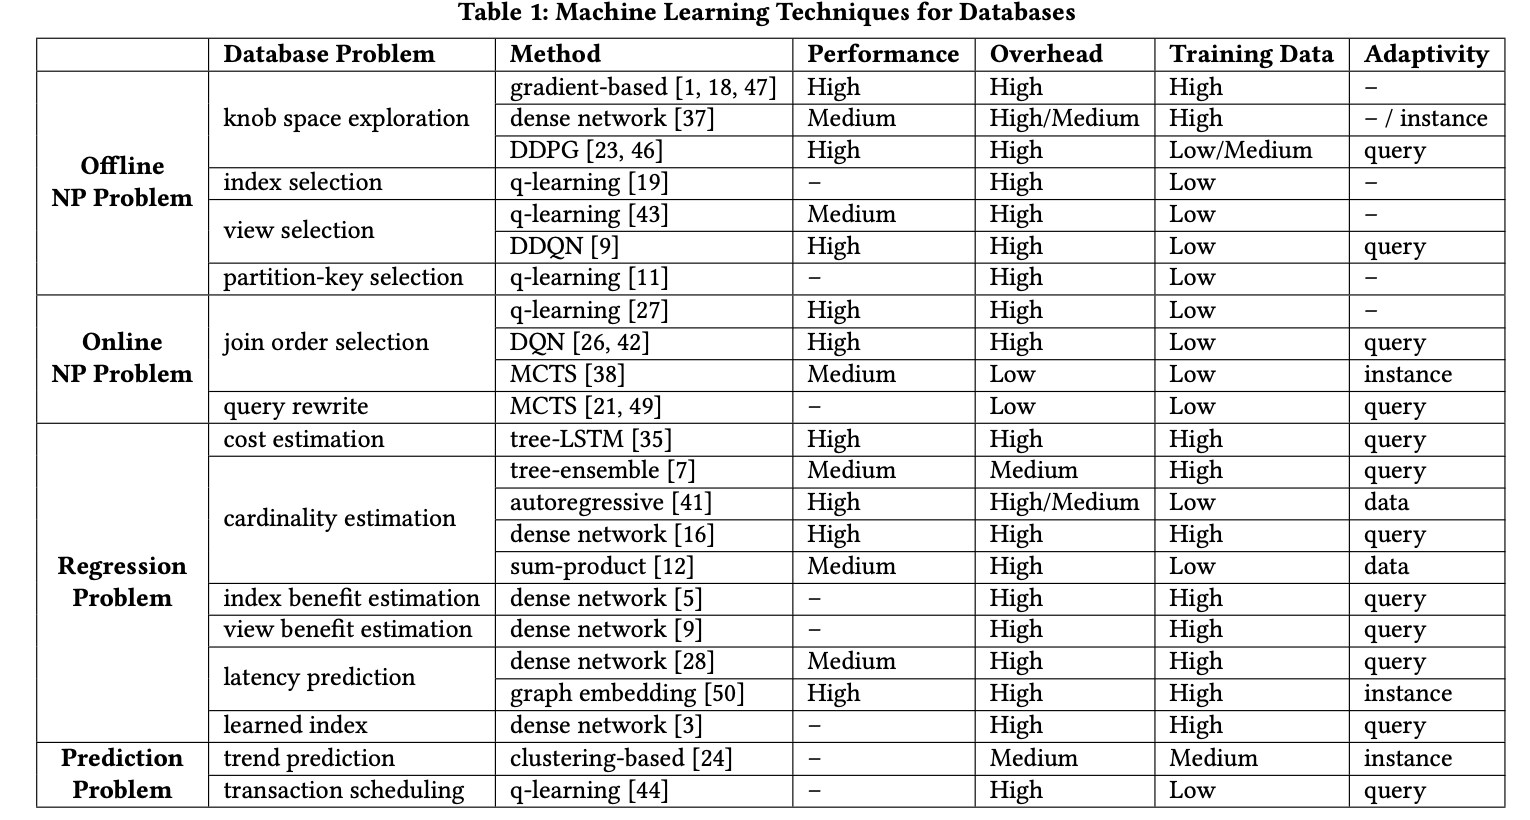 Table 1: Machine Learning Techniques for Databases
Database Problem Method Performance Overhead Training Data Adaptivity
Offline NP Problem
knob space exploration
gradient-based [1, 18, 47] High High High –
dense network [37] Medium High/Medium High – / instance
DDPG [23, 46] High High Low/Medium query
index selection q-learning [19] – High Low –
view selection
q-learning [43] Medium High Low –
DDQN [9] High High Low query
partition-key selection q-learning [11] – High Low –
Online NP Problem
join order selection
q-learning [27] High High Low –
DQN [26, 42] High High Low query
MCTS [38] Medium Low Low instance
query rewrite MCTS [21, 49] – Low Low query
Regression Problem
cost estimation tree-LSTM [35] High High High query
cardinality estimation
tree-ensemble [7] Medium Medium High query
autoregressive [41] High High/Medium Low data
dense network [16] High High High query
sum-product [12] Medium High Low data
index benefit estimation dense network [5] – High High query
view benefit estimation dense network [9] – High High query
latency prediction
dense network [28] Medium High High query
graph embedding [50] High High High instance
learned index dense network [3] – High High query
Prediction Problem
trend prediction clustering-based [24] – Medium Medium instance
transaction scheduling q-learning [44] – High Low query